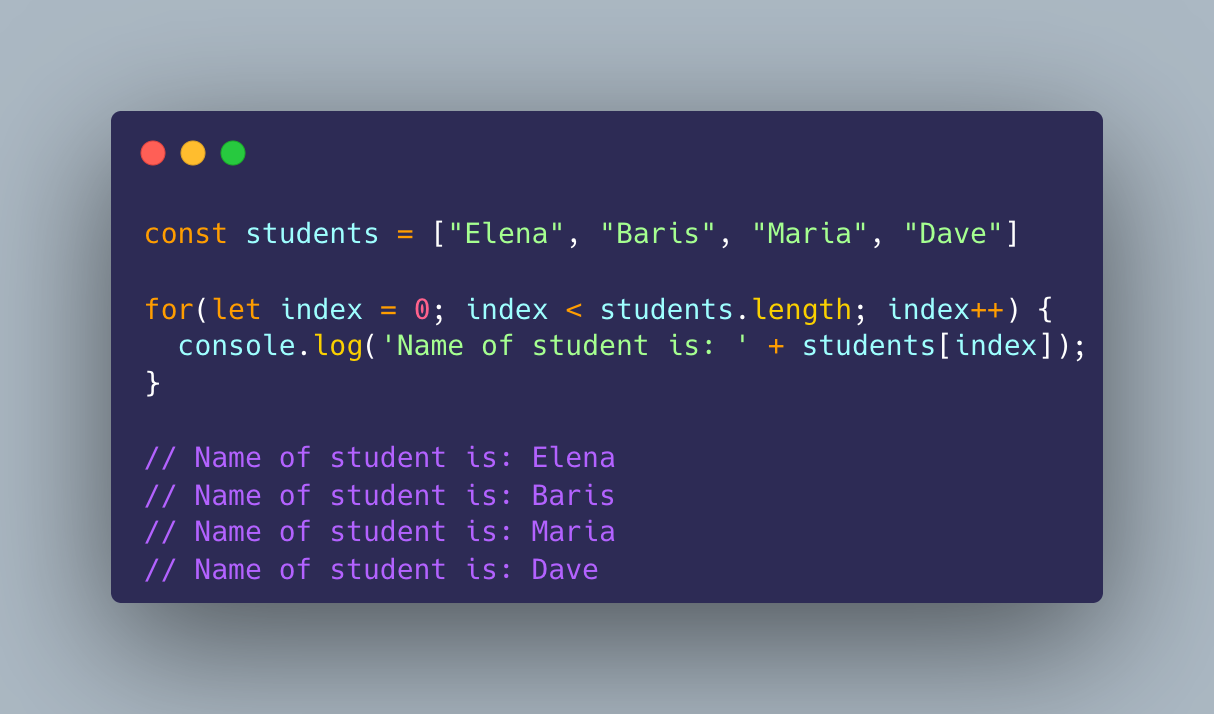 const students = ["Elena", "Baris", "Maria", "Dave"]
for(let index = 0; index < students.length; index++) {
  console.log('Name of student is: ' + students[index]);
}
// Name of student is: Elena
// Name of student is: Baris
// Name of student is: Maria
// Name of student is: Dave